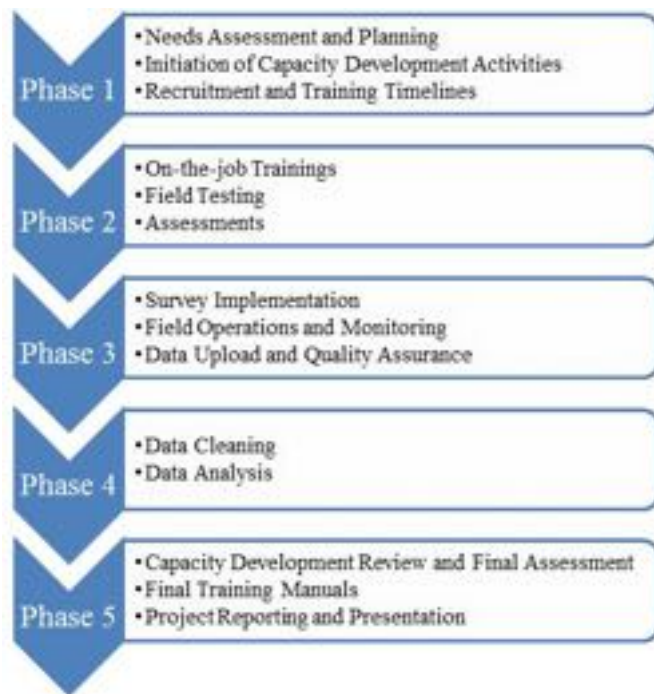 Phase 1
•Needs Assessment and Planning
•Initiation of Capacity Development Activities
•Recruitment and Training Timelines
Phase 2
•On-the-job Trainings
•Field Testing
•Assessments
Phase 3
•Survey Implementation
•Field Operations and Monitoring
•Data Upload and Quality Assurance
Phase 4
•Data Cleaning
•Data Analysis
Phase 5
•Capacity Development Review and Final Assessment
•Final Training Manuals
•Project Reporting and Presentation